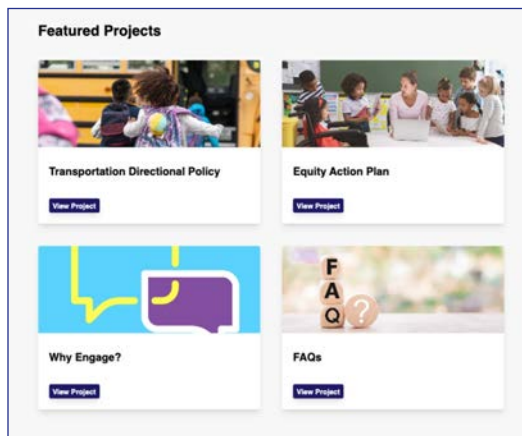 Featured Projects
Transportation Directional Policy
Equity Action Plan
View Project
View Project
F
A
Q
?
Why Engage?
FAQs
View Project
View Project